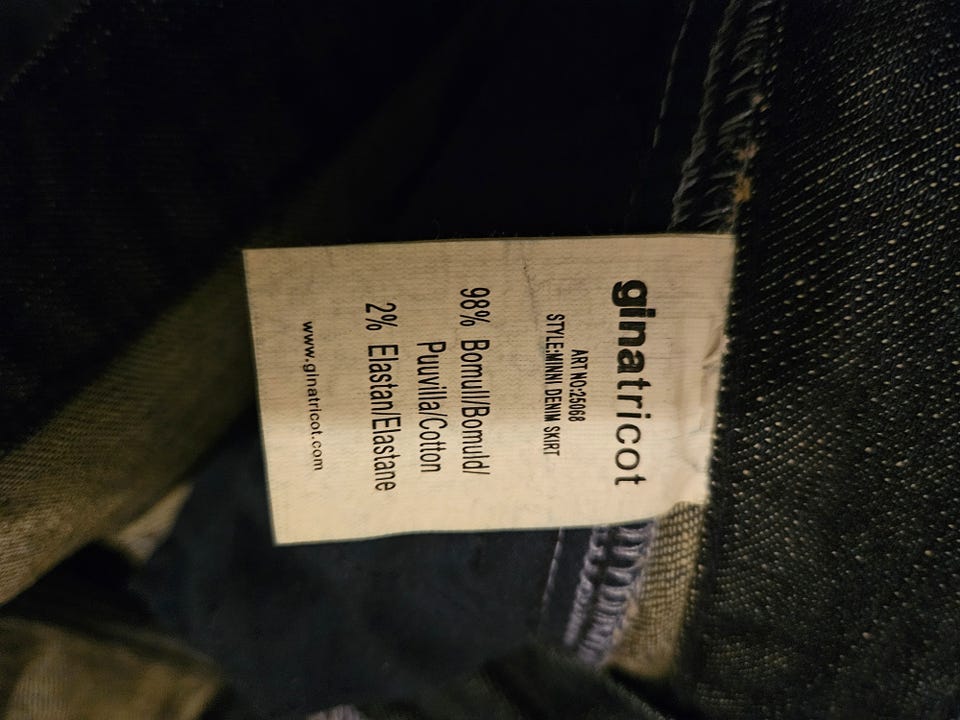 ginatricot
ART NO:25068
STYLE:MINNI DENIM SKIRT
98% Bomull/Bomuld/
Puuvilla/Cotton
2% Elastan/Elastane
www.ginatricot.com